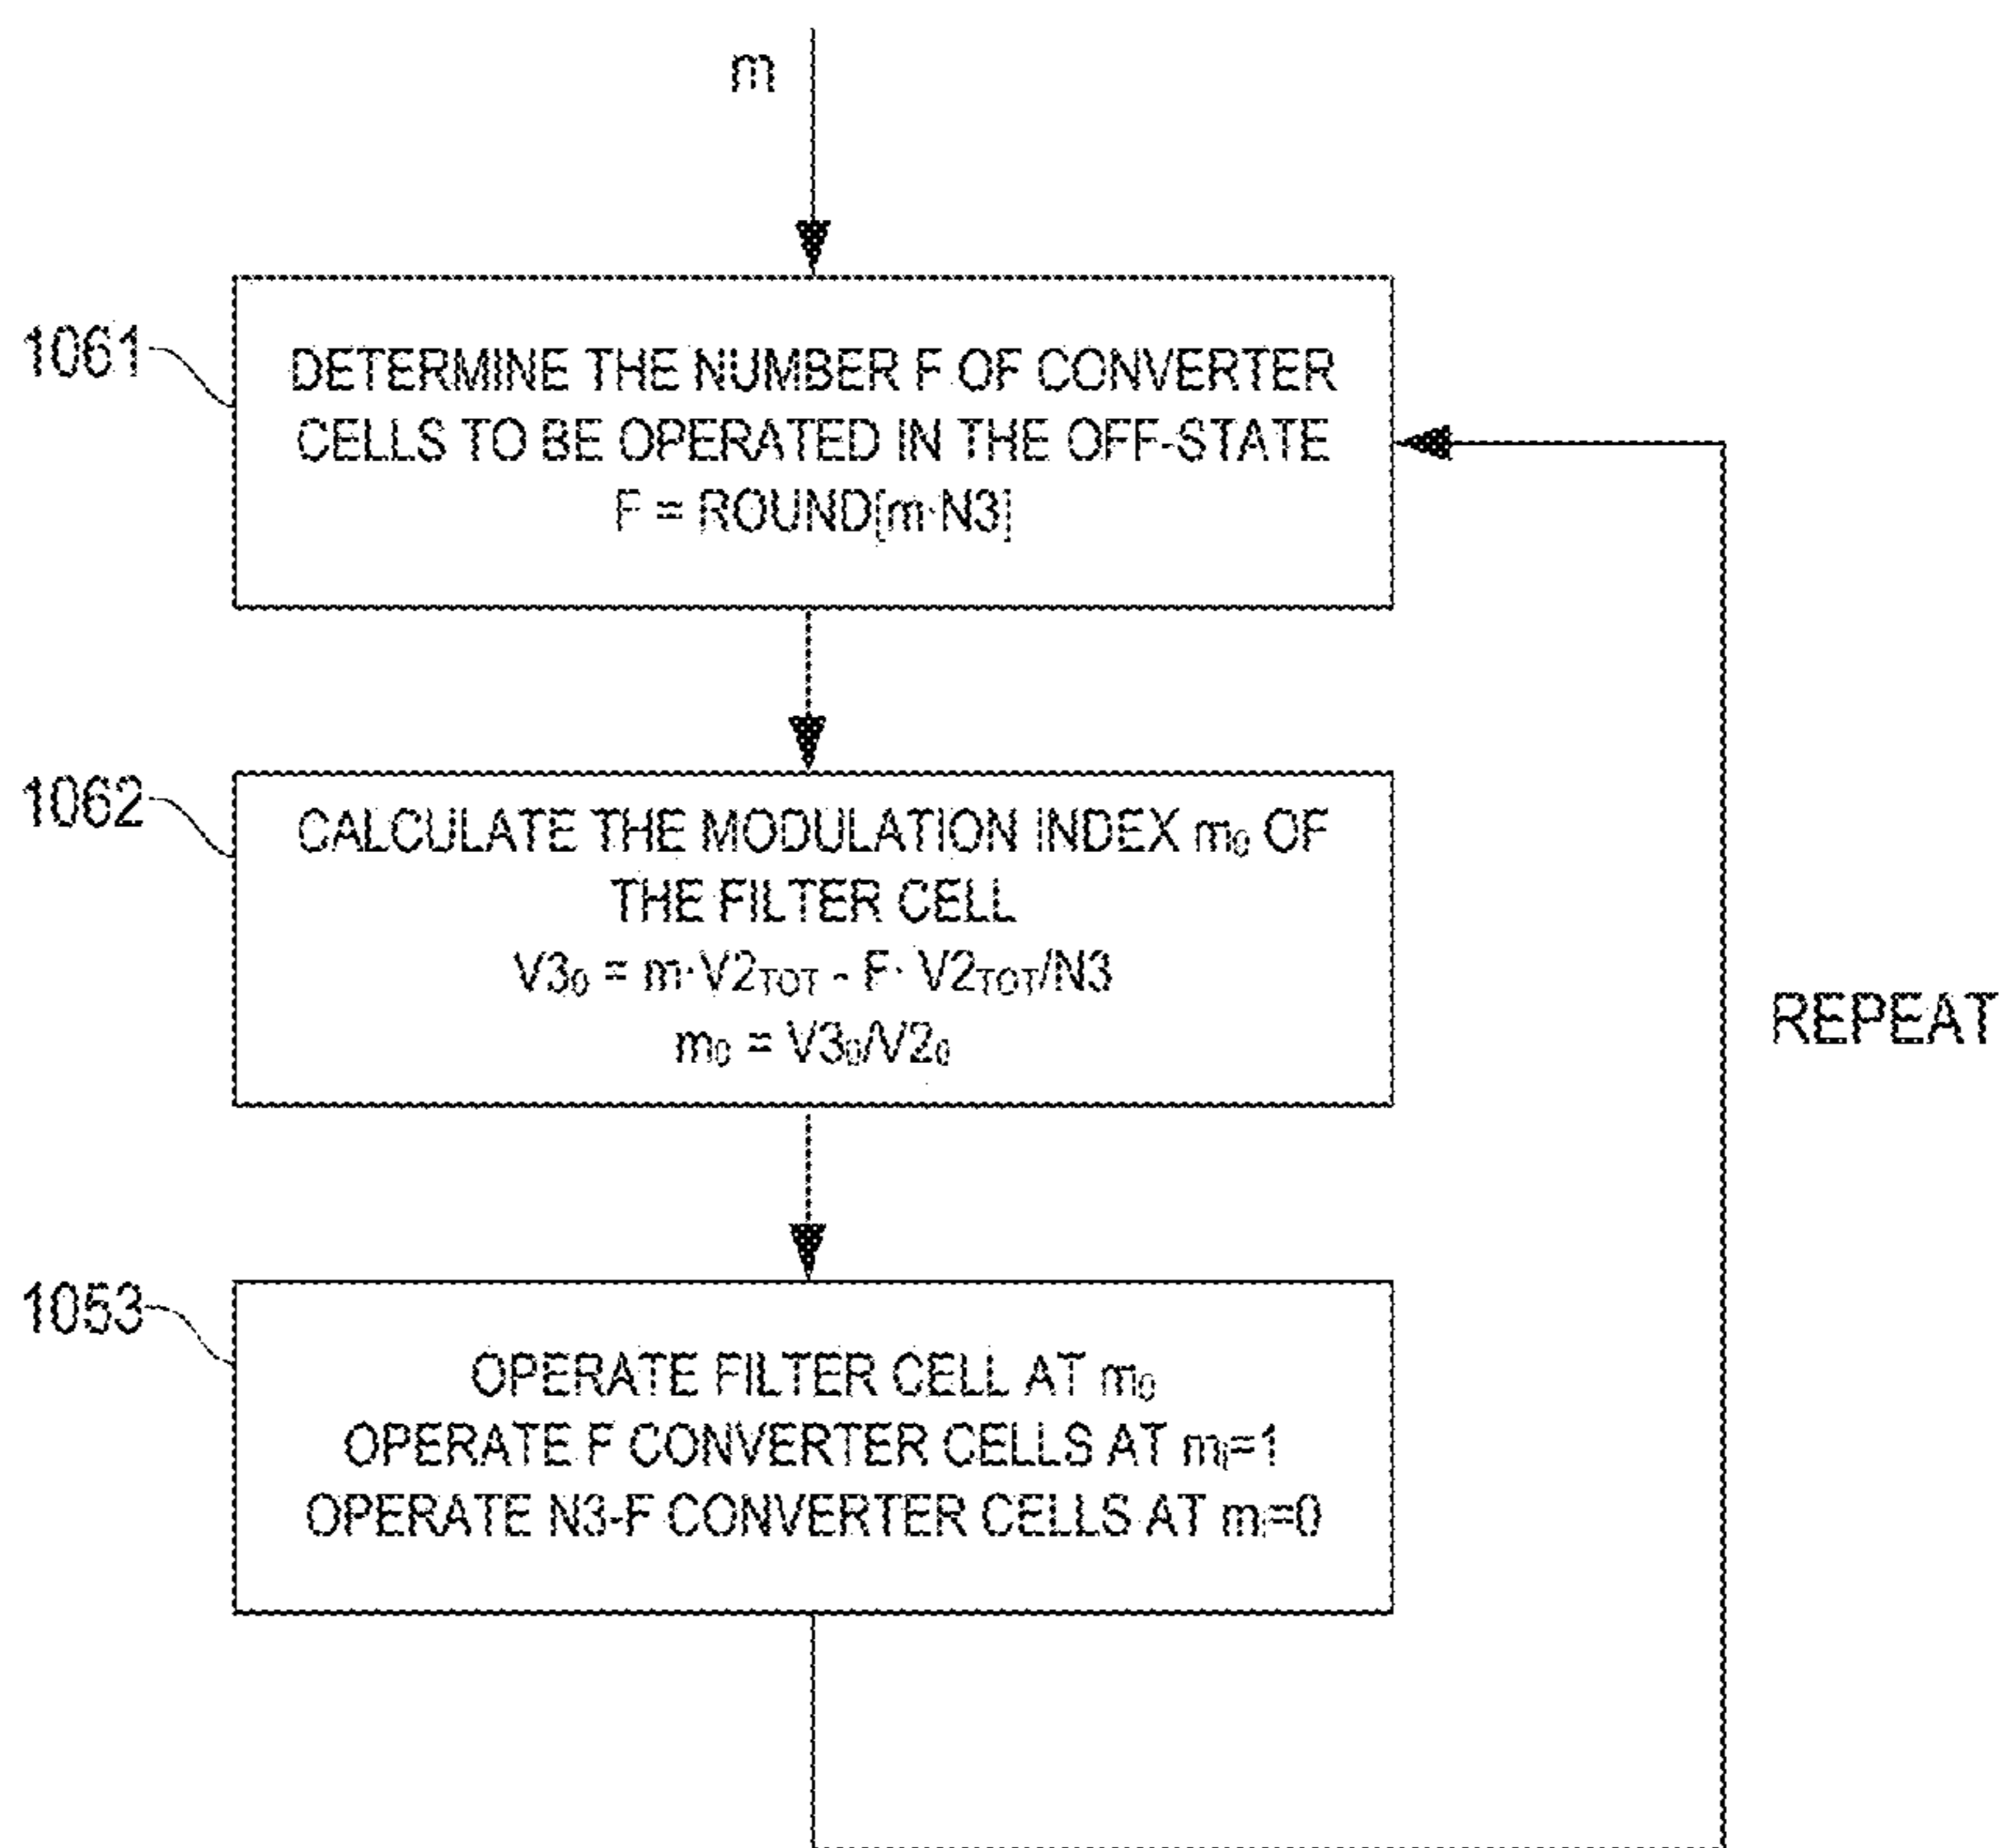 m
1061
DETERMINE THE NUMBER F OF CONVERTER
CELLS TO BE OPERATED IN THE OFF-STATE
F = ROUND[m·N3]
1062
CALCULATE THE MODULATION INDEX m₀ OF
THE FILTER CELL
V3₀ = m·V2TOT - F· V2TOT/N3
m₀ = V3₀/V2₀
REPEAT
1053
OPERATE FILTER CELL AT m₀
OPERATE F CONVERTER CELLS AT mᵢ=1
OPERATE N3-F CONVERTER CELLS AT mᵢ=0